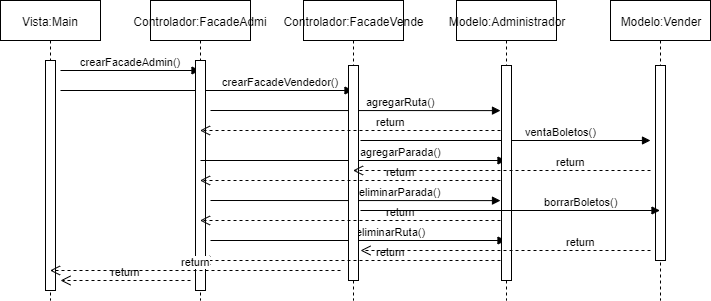 Vista:Main
Controlador:FacadeAdmi
Controlador:FacadeVende
Modelo:Administrador
Modelo:Vender
crearFacadeAdmin()
crearFacadeVendedor()
agregarRuta()
return
ventaBoletos()
agregarParada()
return
return
eliminarParada()
borrarBoletos()
return
eliminarRuta()
return
return
return
return